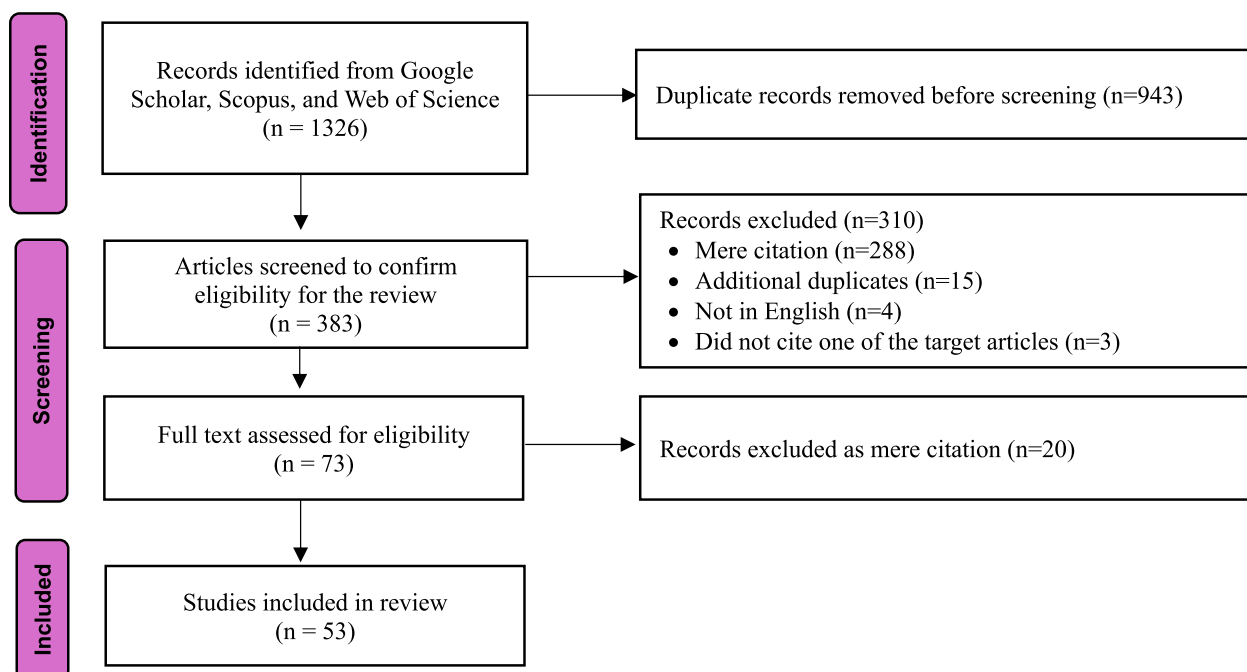 Identification
Records identified from Google
Scholar, Scopus, and Web of Science
(n = 1326)
Duplicate records removed before screening (n=943)
Screening
Articles screened to confirm
eligibility for the review
(n = 383)
Records excluded (n=310)
• Mere citation (n=288)
• Additional duplicates (n=15)
• Not in English (n=4)
• Did not cite one of the target articles (n=3)
Full text assessed for eligibility
(n = 73)
Records excluded as mere citation (n=20)
Included
Studies included in review
(n = 53)